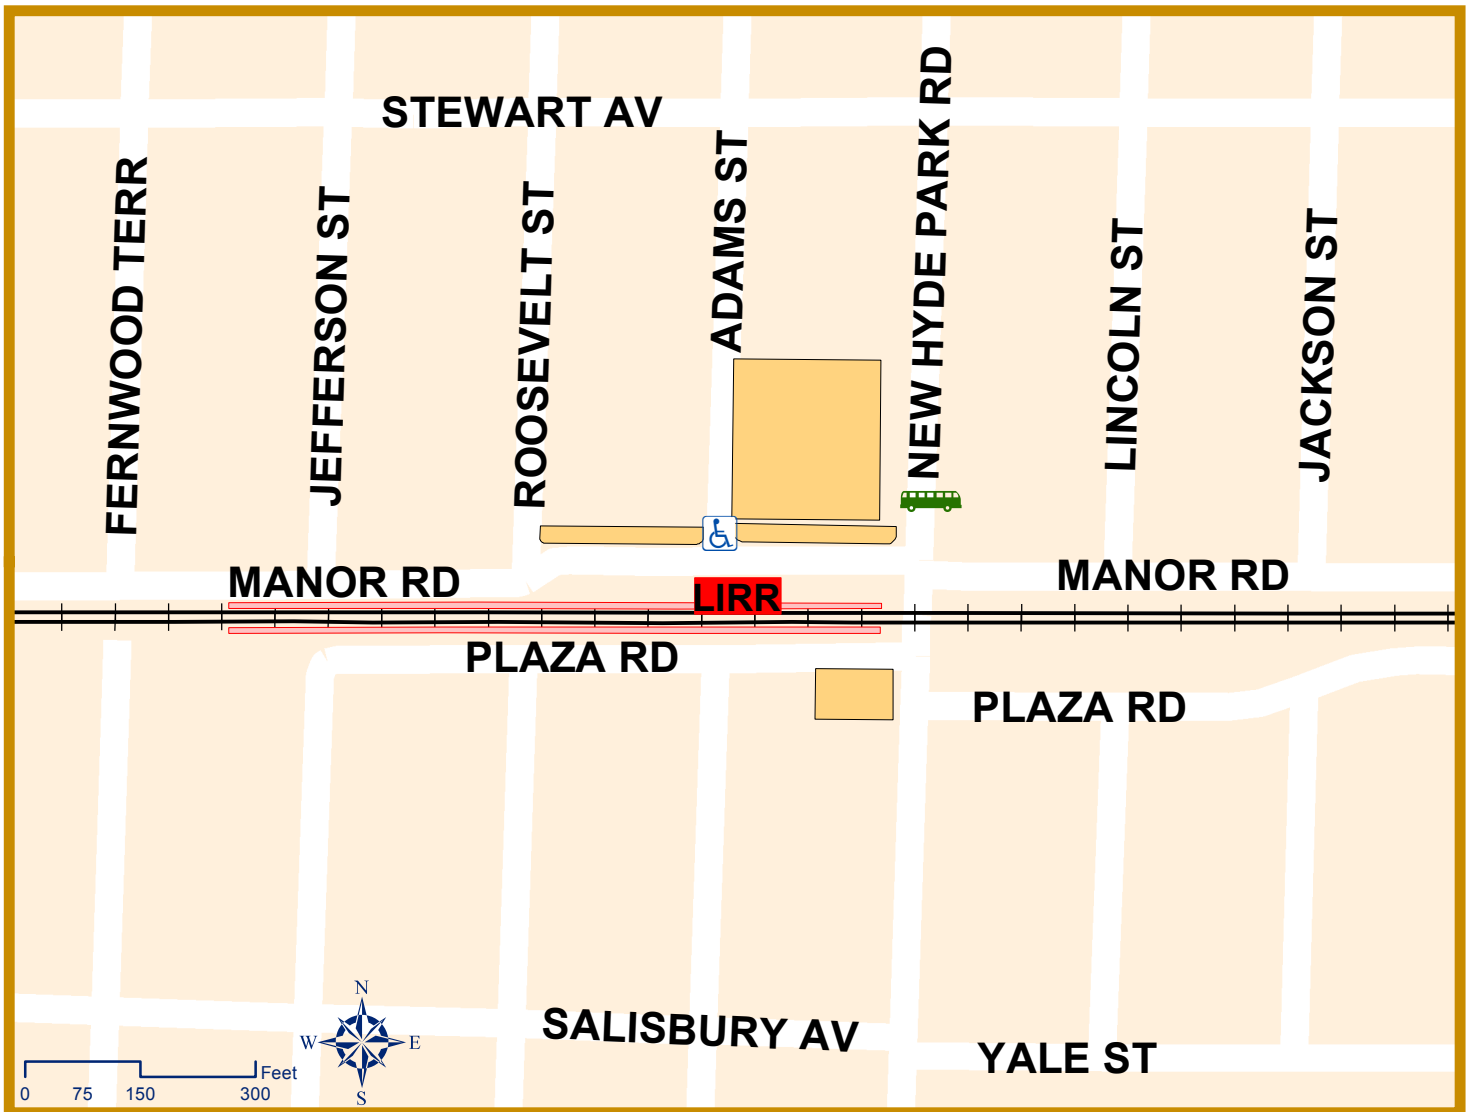 STEWART AV
FERNWOOD TERR
JEFFERSON ST
ROOSEVELT ST
ADAMS ST
NEW HYDE PARK RD
LINCOLN ST
JACKSON ST
MANOR RD
LIRR
MANOR RD
PLAZA RD
PLAZA RD
SALISBURY AV
YALE ST
N
W E
S
Feet
0 75 150 300